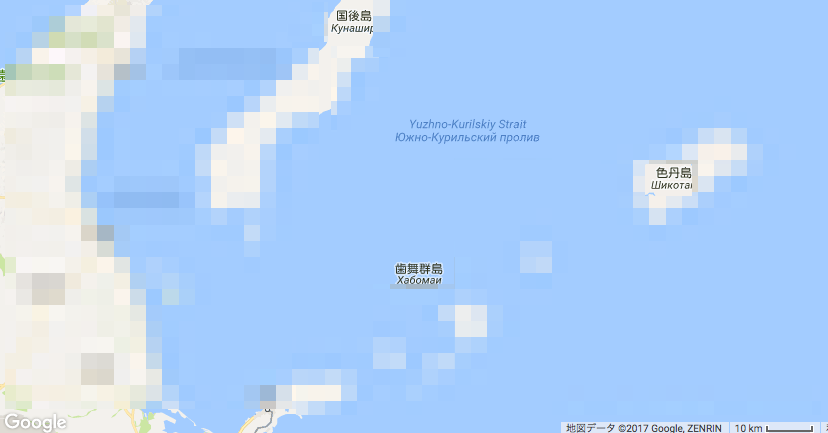 国後島
Кунашир
Yuzhno-Kurilskiy Strait
Южно-Курильский пролив
色丹島
Шикотан
歯舞群島
Хабомаи
Google
地図データ ©2017 Google, ZENRIN
10 km